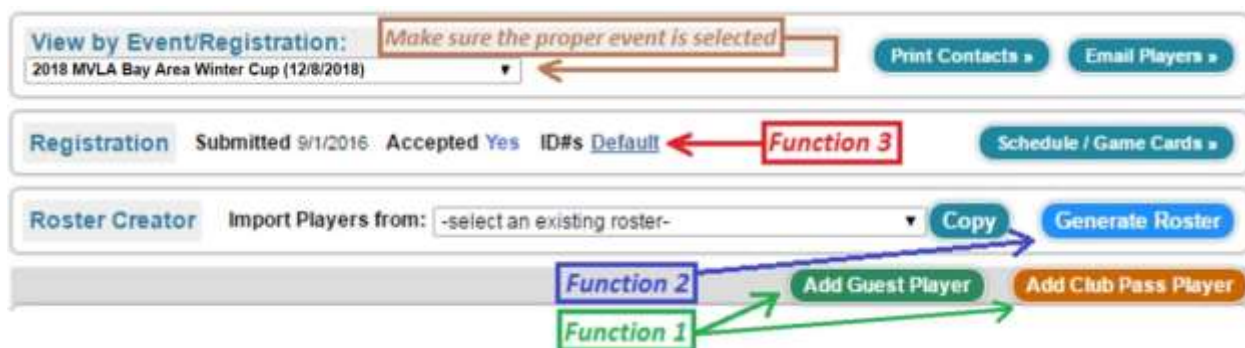 View by Event/Registration: Make sure the proper event is selected
2018 MVLA Bay Area Winter Cup (12/8/2018) Print Contacts » Email Players »
Registration Submitted 9/1/2016 Accepted Yes ID#s Default Function 3 Schedule / Game Cards »
Roster Creator Import Players from: -select an existing roster- Copy Generate Roster
Function 2 Add Guest Player Add Club Pass Player
Function 1